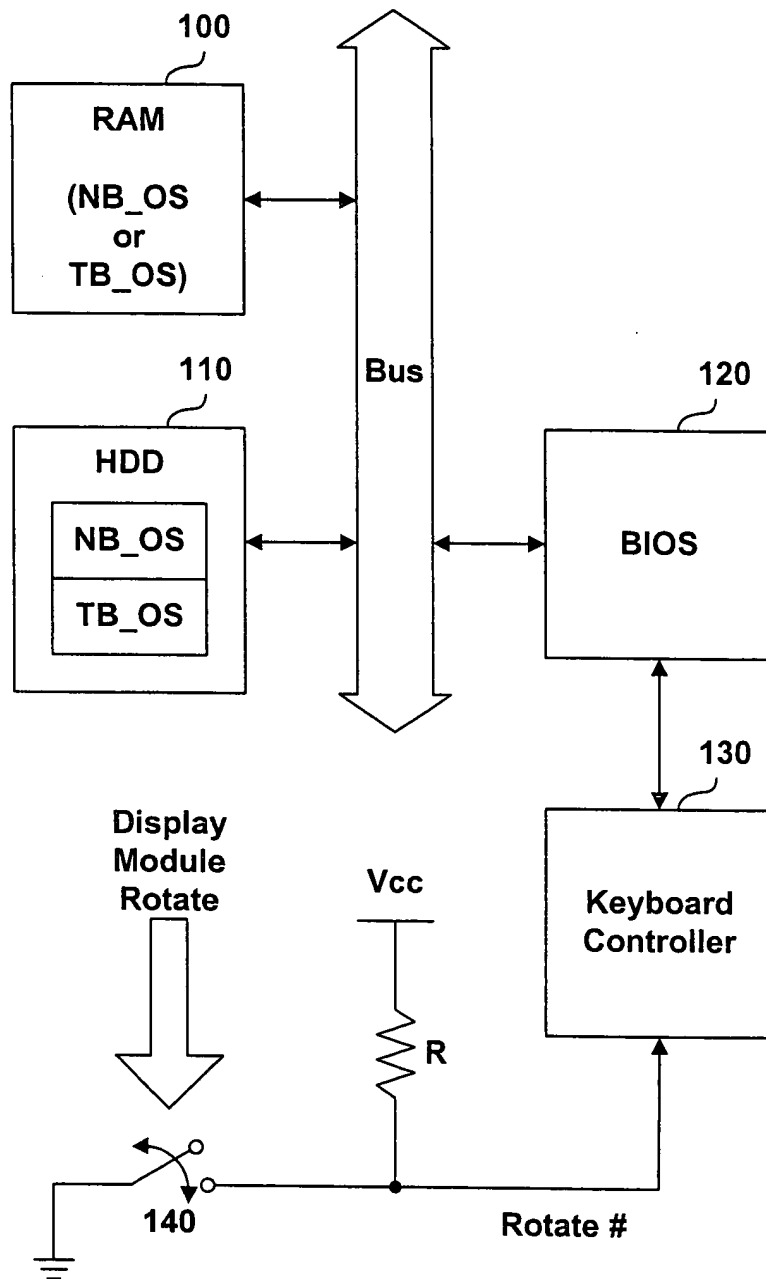 100
RAM
(NB_OS
or
TB_OS)
Bus
110
HDD
NB_OS
TB_OS
120
BIOS
130
Keyboard
Controller
Display
Module
Rotate
Vcc
R
140
Rotate #